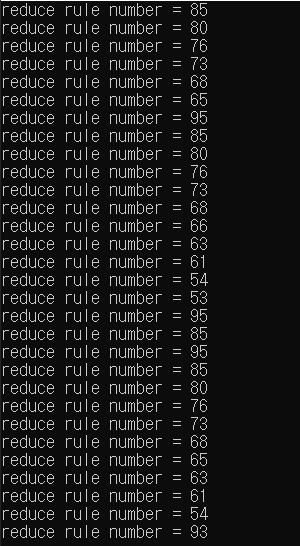 reduce rule number = 85
reduce rule number = 80
reduce rule number = 76
reduce rule number = 73
reduce rule number = 68
reduce rule number = 65
reduce rule number = 95
reduce rule number = 85
reduce rule number = 80
reduce rule number = 76
reduce rule number = 73
reduce rule number = 68
reduce rule number = 66
reduce rule number = 63
reduce rule number = 61
reduce rule number = 54
reduce rule number = 53
reduce rule number = 95
reduce rule number = 85
reduce rule number = 95
reduce rule number = 85
reduce rule number = 80
reduce rule number = 76
reduce rule number = 73
reduce rule number = 68
reduce rule number = 65
reduce rule number = 63
reduce rule number = 61
reduce rule number = 54
reduce rule number = 93